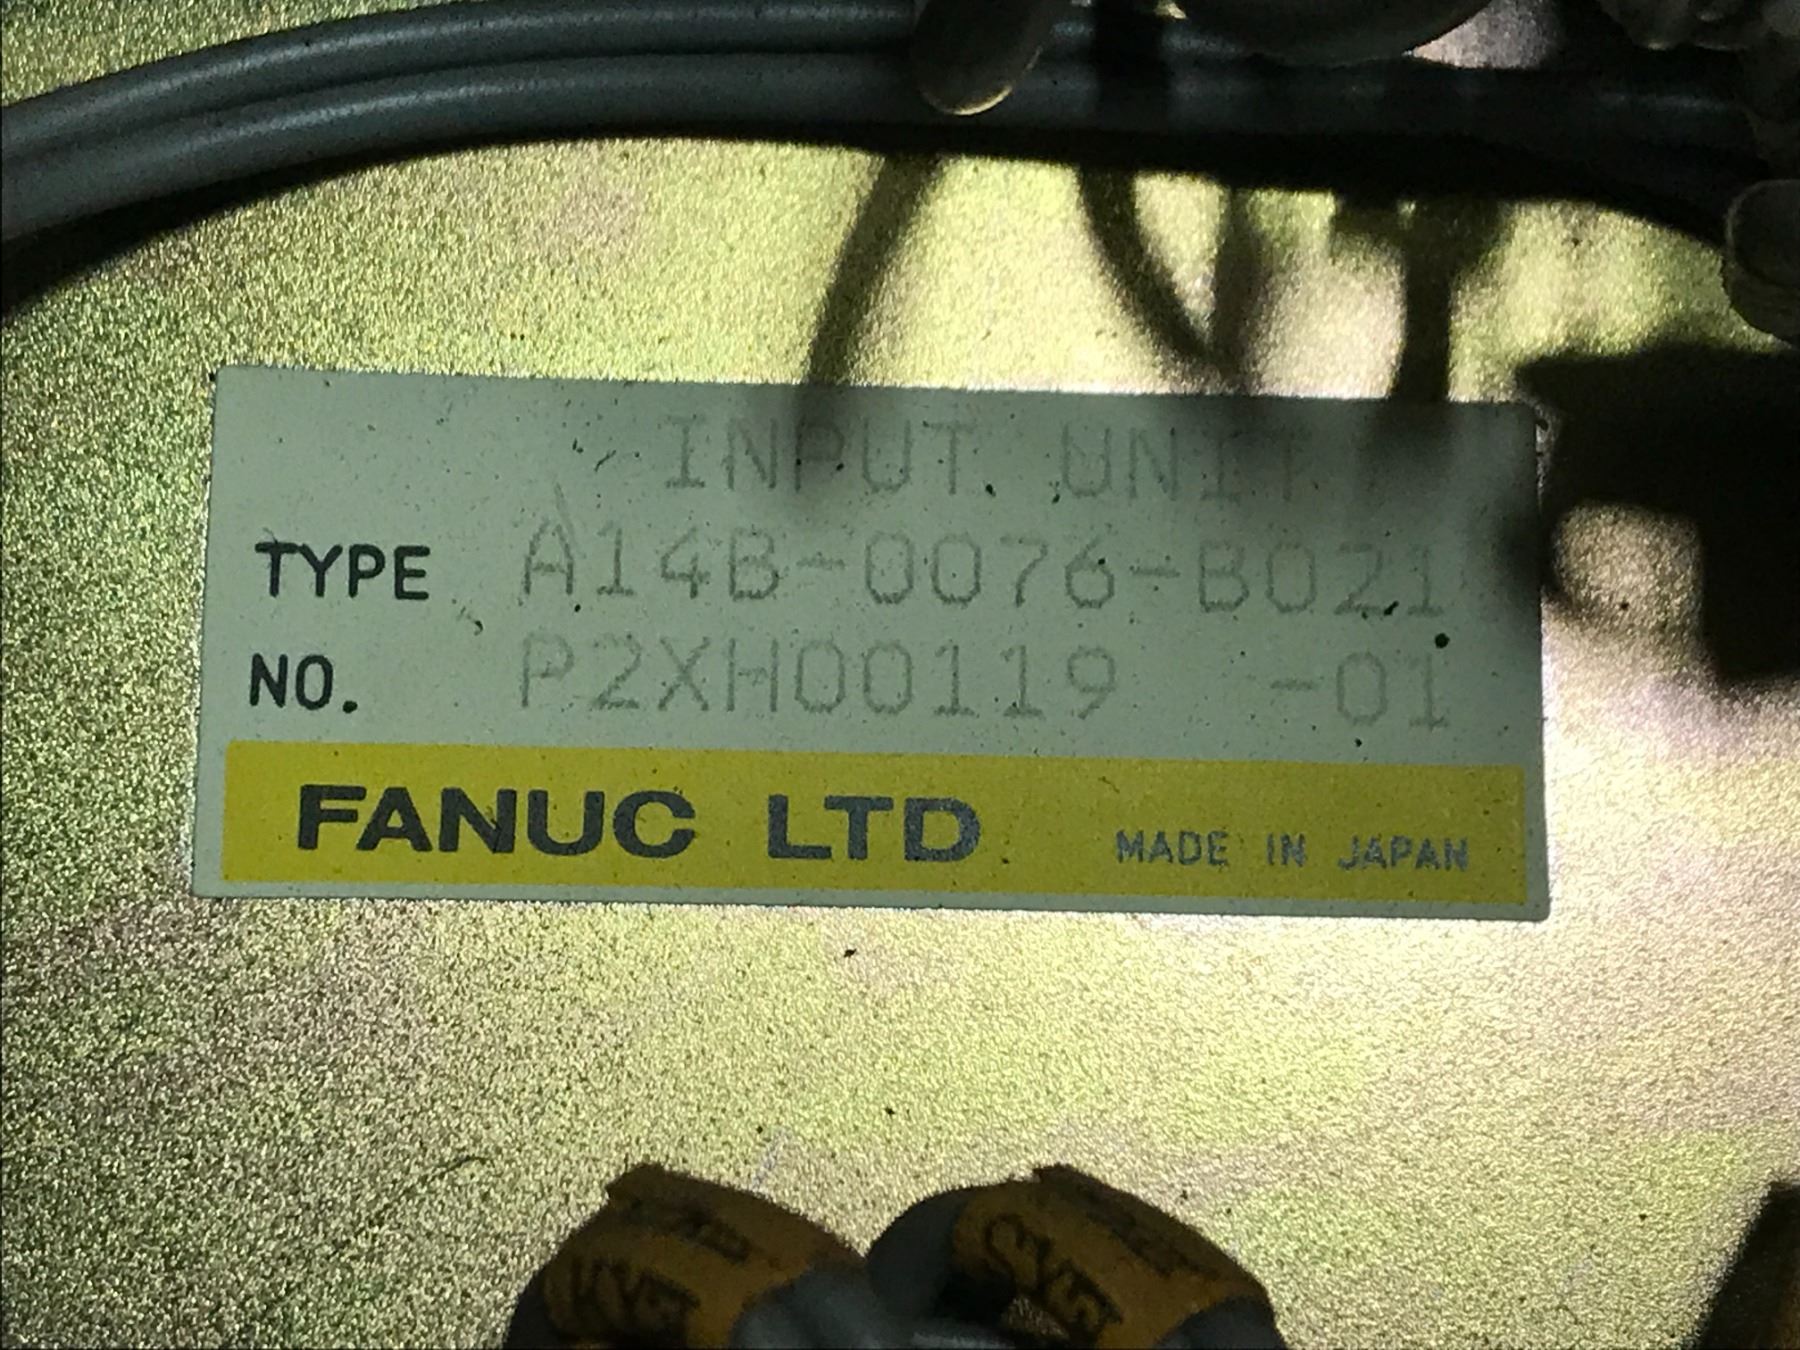 INPUT UNIT
TYPE A14B-0076-B021
NO. P2XH00119 -01
FANUC LTD MADE IN JAPAN